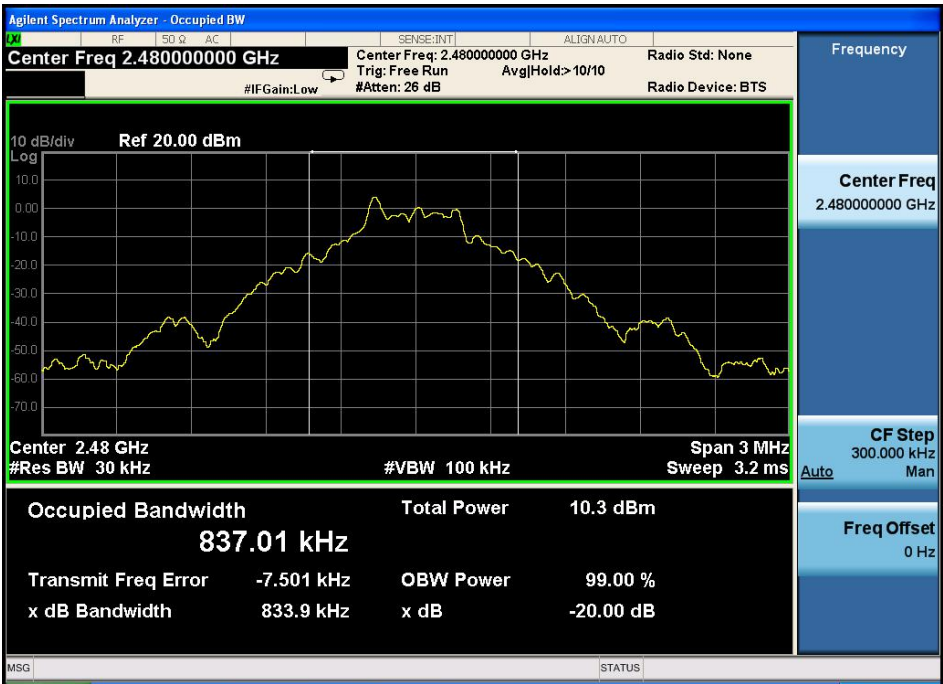 Agilent Spectrum Analyzer - Occupied BW
LXI RF 50 Ω AC SENSE:INT ALIGN AUTO
Center Freq 2.480000000 GHz
Center Freq: 2.480000000 GHz
Radio Std: None
Trig: Free Run Avg|Hold:>10/10
#IFGain:Low #Atten: 26 dB
Radio Device: BTS
10 dB/div Ref 20.00 dBm
Log
10.0
0.00
-10.0
-20.0
-30.0
-40.0
-50.0
-60.0
-70.0
Center 2.48 GHz Span 3 MHz
#Res BW 30 kHz #VBW 100 kHz Sweep 3.2 ms
Occupied Bandwidth Total Power 10.3 dBm
837.01 kHz
Transmit Freq Error -7.501 kHz OBW Power 99.00 %
x dB Bandwidth 833.9 kHz x dB -20.00 dB
MSG STATUS
Frequency
Center Freq
2.480000000 GHz
CF Step
300.000 kHz
Auto Man
Freq Offset
0 Hz